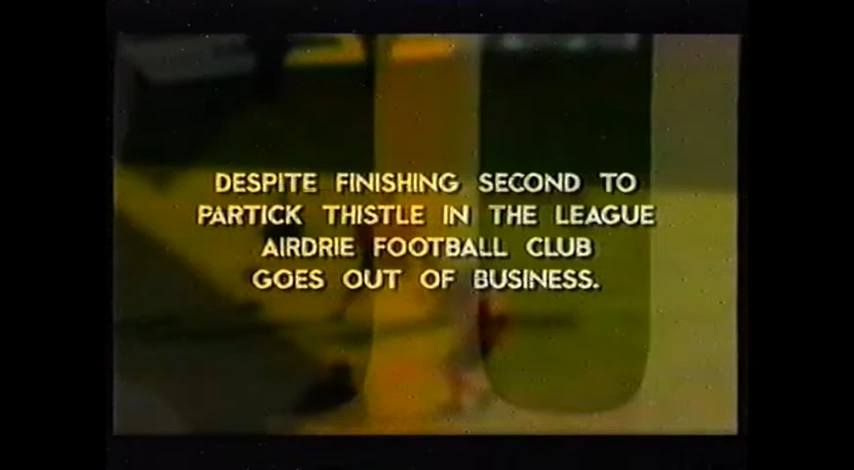 DESPITE FINISHING SECOND TO
PARTICK THISTLE IN THE LEAGUE
AIRDRIE FOOTBALL CLUB
GOES OUT OF BUSINESS.